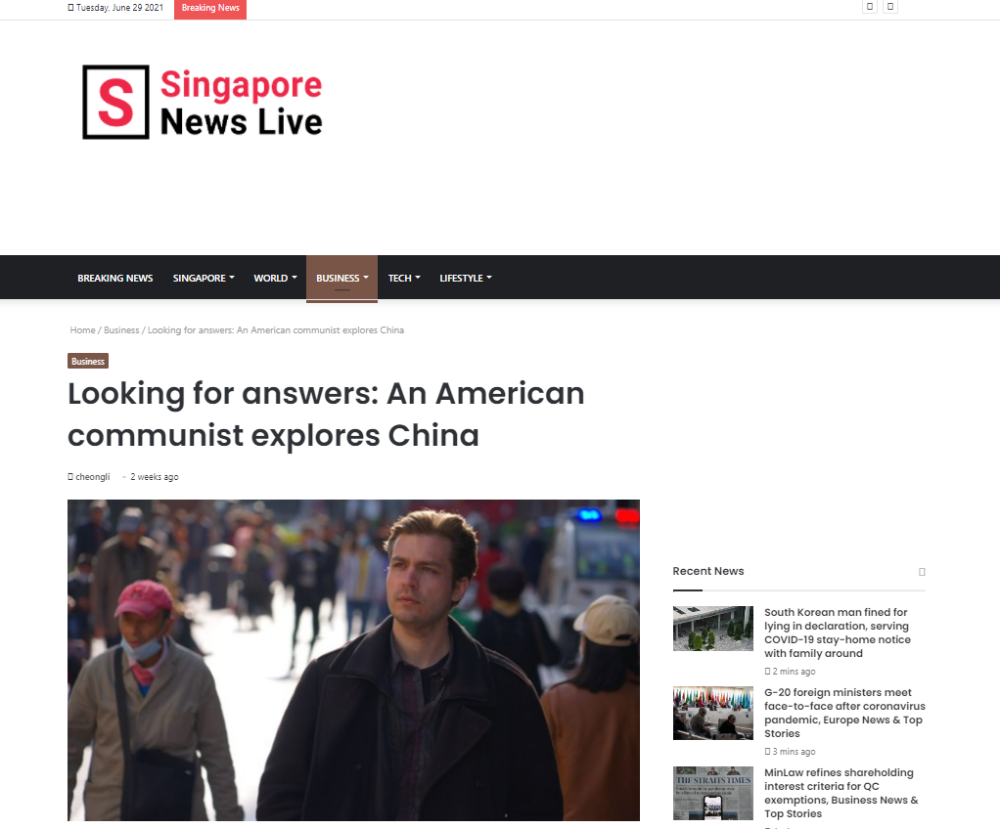 Tuesday, June 29 2021
Breaking News
S
Singapore
News Live
BREAKING NEWS
SINGAPORE
WORLD
BUSINESS
TECH
LIFESTYLE
Home / Business / Looking for answers: An American communist explores China
Business
Looking for answers: An American
communist explores China
cheongli - 2 weeks ago
Recent News
South Korean man fined for
lying in declaration, serving
COVID-19 stay-home notice
with family around
2 mins ago
G-20 foreign ministers meet
face-to-face after coronavirus
pandemic, Europe News & Top
Stories
3 mins ago
THE STRAITS TIMES
MinLaw refines shareholding
interest criteria for QC
exemptions, Business News &
Top Stories